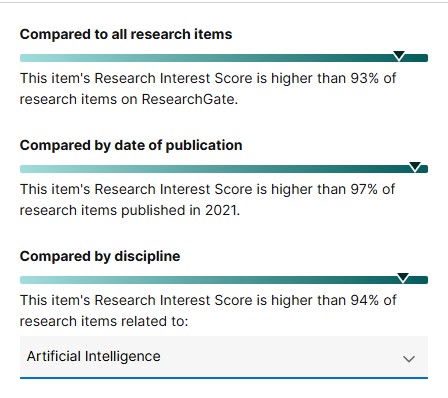 Compared to all research items
This item's Research Interest Score is higher than 93% of
research items on ResearchGate.
Compared by date of publication
This item's Research Interest Score is higher than 97% of
research items published in 2021.
Compared by discipline
This item's Research Interest Score is higher than 94% of
research items related to:
Artificial Intelligence